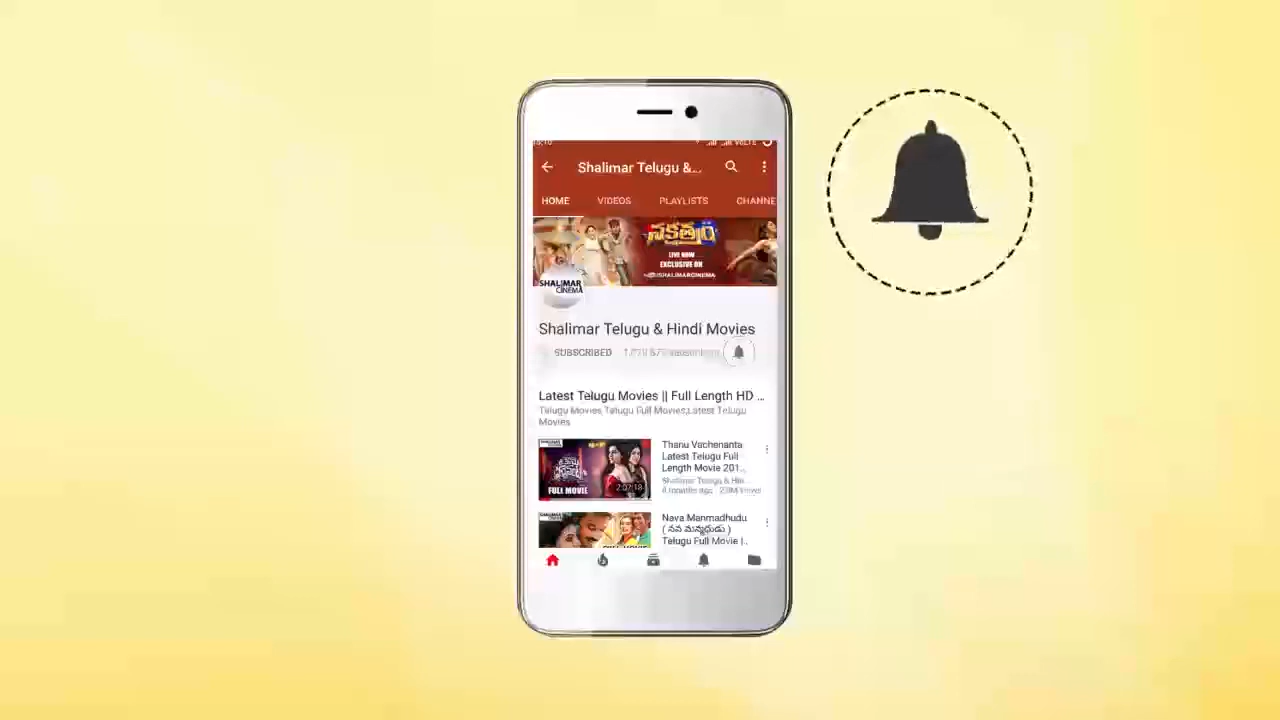 Shalimar Telugu &...
HOME VIDEOS PLAYLISTS CHANNE
నక్షత్రం
LIVE NOW
EXCLUSIVE ON
SHALIMARCINEMA
SHALIMAR
CINEMA
Shalimar Telugu & Hindi Movies
SUBSCRIBED
Latest Telugu Movies || Full Length HD ...
Telugu Movies,Telugu Full Movies,Latest Telugu
Movies
Thanu Vachenanta
Latest Telugu Full
Length Movie 201...
Shalimar Telugu & Hin...
FULL MOVIE
2:07:18
Nava Manmadhudu
( నవ మన్మధుడు )
Telugu Full Movie |..